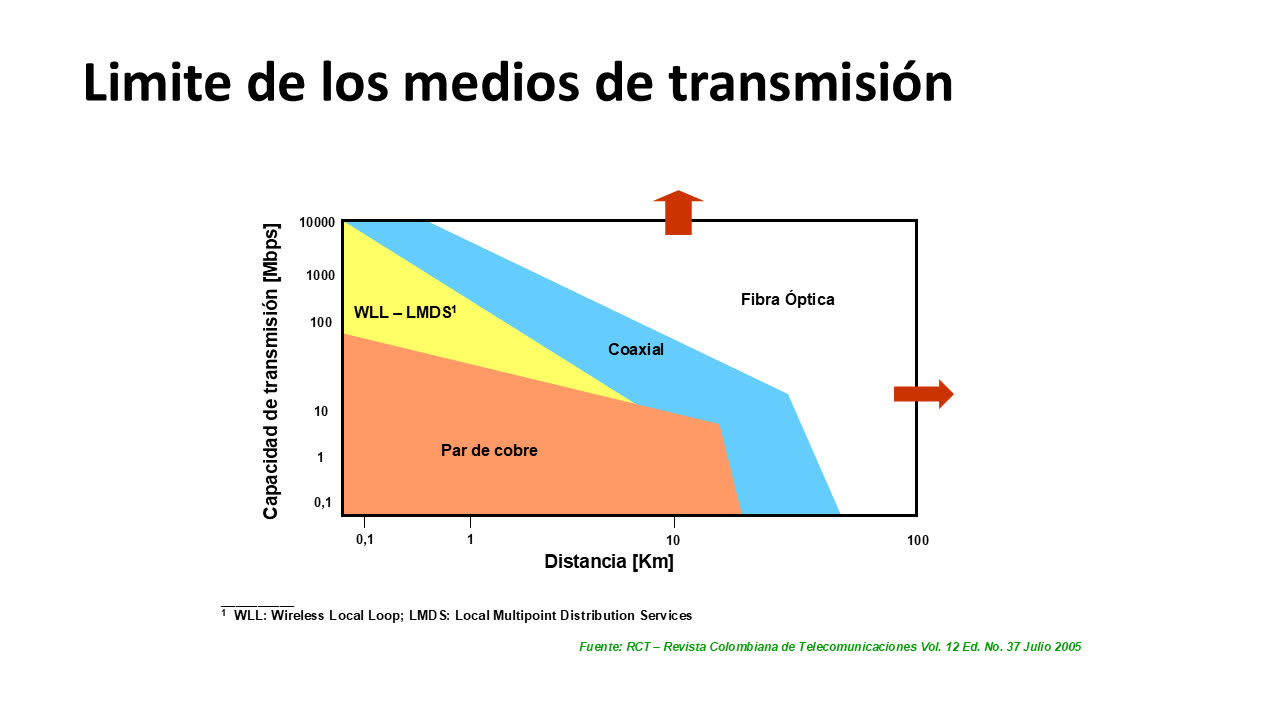 Limite de los medios de transmisión
Capacidad de transmisión [Mbps]
10000
1000
100
10
1
0,1
WLL – LMDS¹
Fibra Óptica
Coaxial
Par de cobre
0,1
1
10
100
Distancia [Km]
¹ WLL: Wireless Local Loop; LMDS: Local Multipoint Distribution Services
Fuente: RCT – Revista Colombiana de Telecomunicaciones Vol. 12 Ed. No. 37 Julio 2005